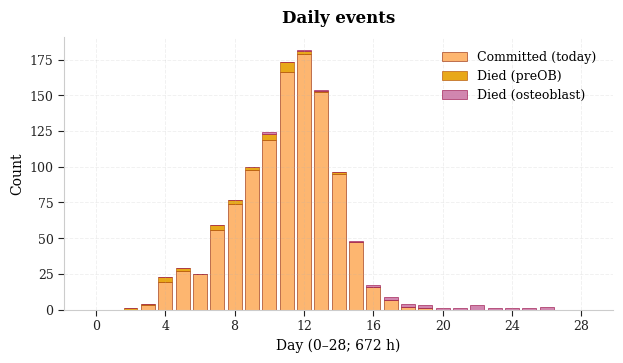 Daily events
Committed (today)
Died (preOB)
Died (osteoblast)
Count
175
150
125
100
75
50
25
0
0 4 8 12 16 20 24 28
Day (0–28; 672 h)